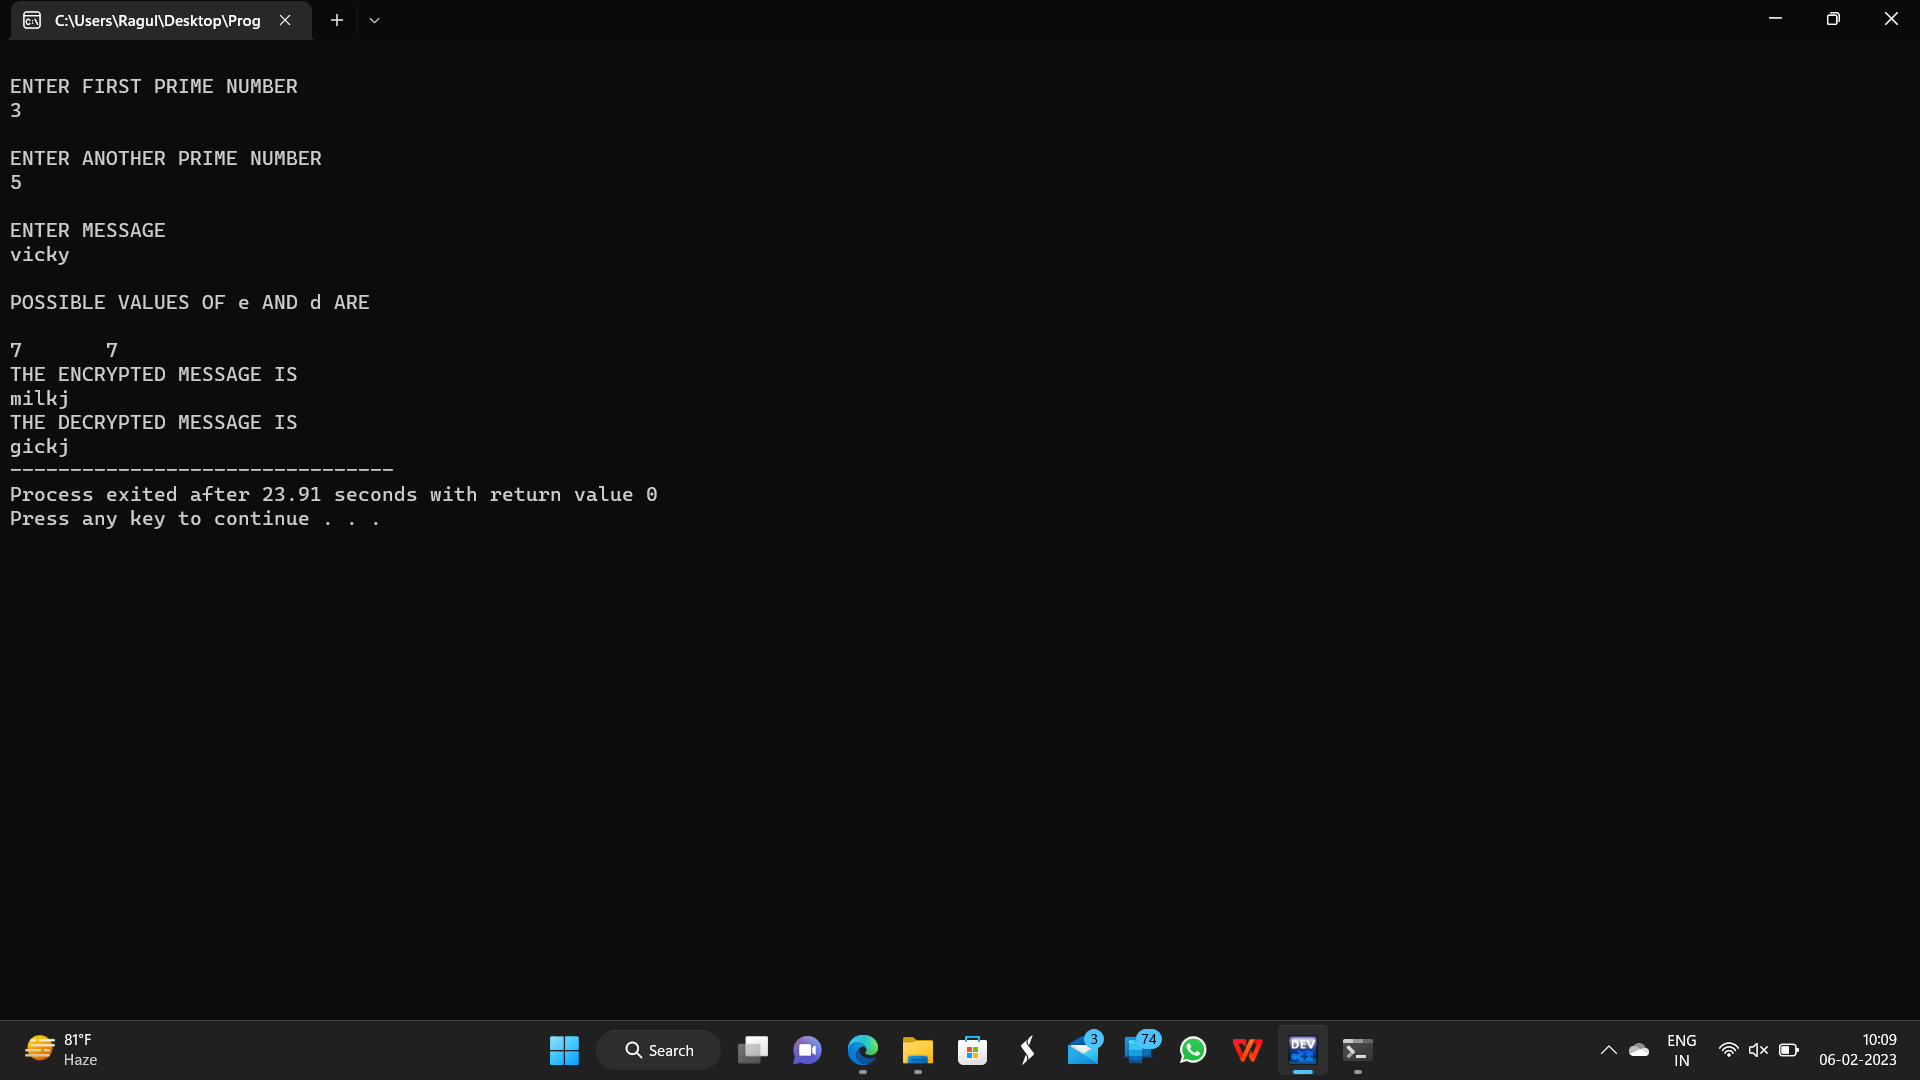 C:\Users\Ragul\Desktop\Prog
ENTER FIRST PRIME NUMBER
3
ENTER ANOTHER PRIME NUMBER
5
ENTER MESSAGE
vicky
POSSIBLE VALUES OF e AND d ARE
7 7
THE ENCRYPTED MESSAGE IS
milkj
THE DECRYPTED MESSAGE IS
gickj
--------------------------------
Process exited after 23.91 seconds with return value 0
Press any key to continue . . .
81°F
Haze
Search
3
74
DEV
ENG
IN
10:09
06-02-2023